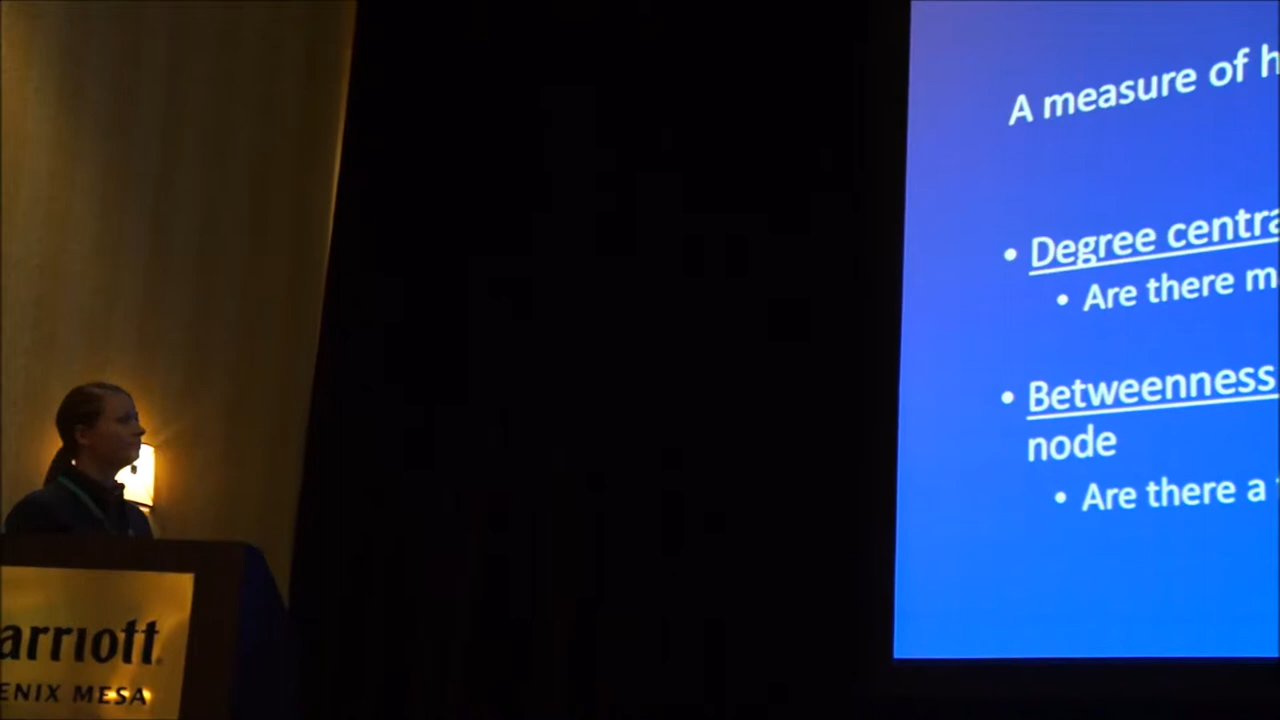 A measure of h
• Degree centra
• Are there m
• Betweenness
node
• Are there a
arriott
ENIX MESA